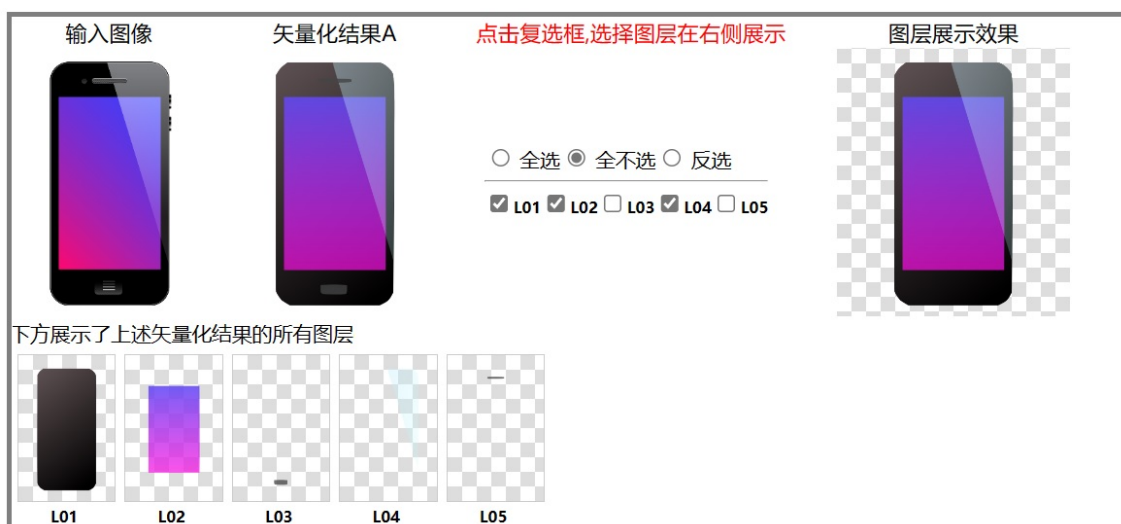 输入图像 矢量化结果A 点击复选框,选择图层在右侧展示 图层展示效果
全选 全不选 反选
L01 L02 L03 L04 L05
下方展示了上述矢量化结果的所有图层
L01 L02 L03 L04 L05